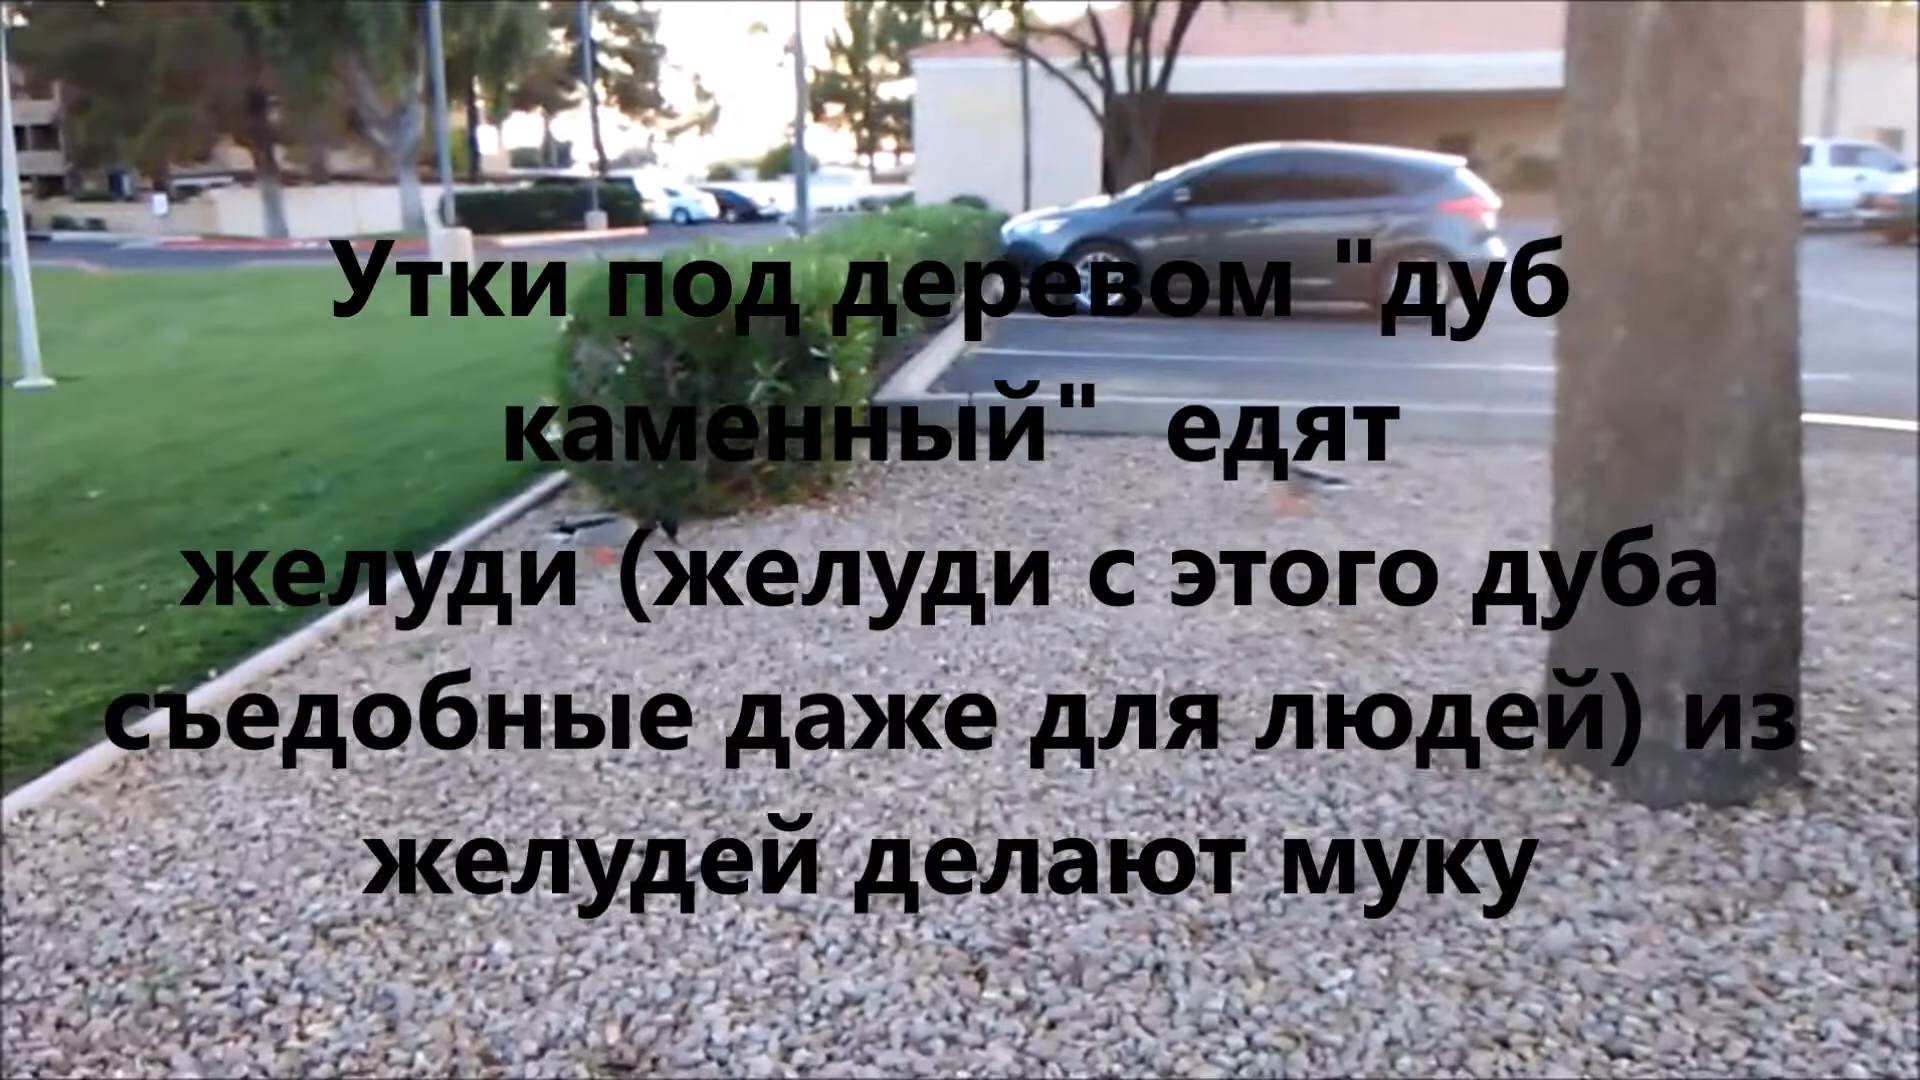 Утки под деревом "дуб
каменный" едят
желуди (желуди с этого дуба
съедобные даже для людей) из
желудей делают муку